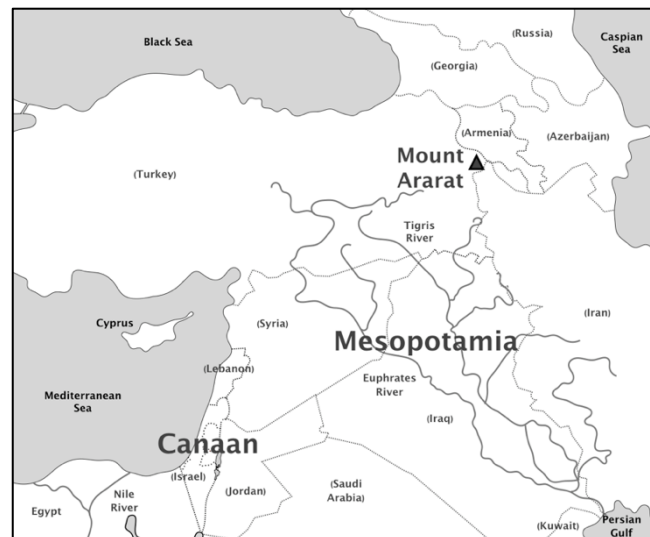 (Russia)
Caspian
Sea
Black Sea
(Georgia)
(Armenia)
(Azerbaijan)
Mount
Ararat
(Turkey)
Tigris
River
Cyprus
(Syria)
Mesopotamia
(Iran)
(Lebanon)
Euphrates
River
Mediterranean
Sea
(Iraq)
Canaan
(Israel)
(Jordan)
(Saudi
Arabia)
Egypt
Nile
River
(Kuwait)
Persian
Gulf